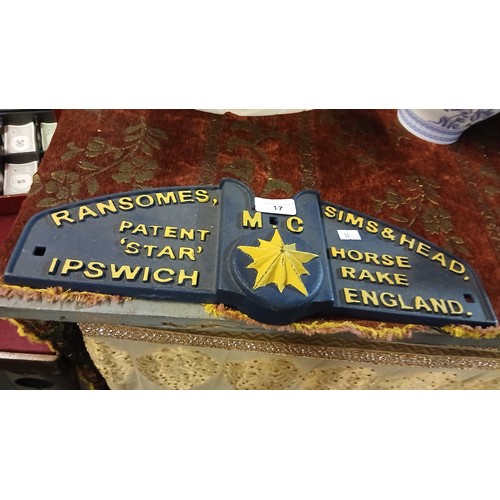 RANSOMES, SIMS & HEAD,
M C
17
PATENT HORSE
'STAR' RAKE
IPSWICH ENGLAND.